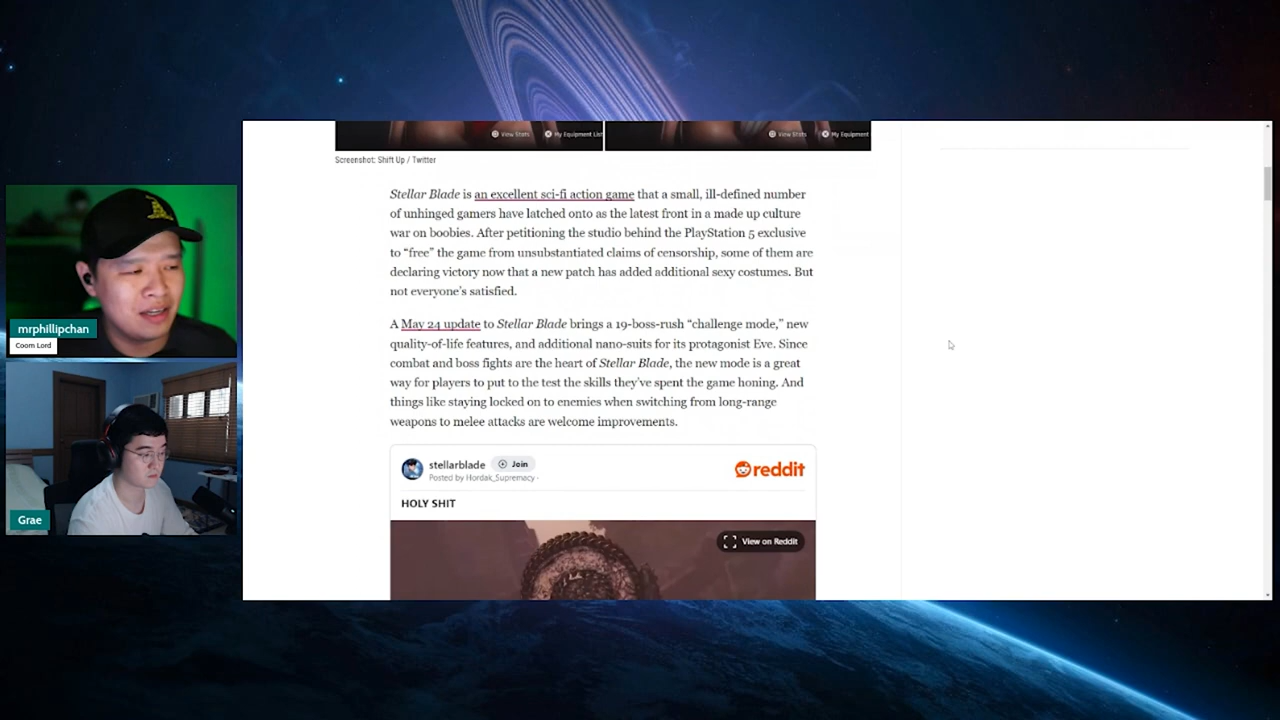 View Stats
My Equipment List
View Stats
My Equipment
Screenshot: Shift Up / Twitter
Stellar Blade is an excellent sci-fi action game that a small, ill-defined number
of unhinged gamers have latched onto as the latest front in a made up culture
war on boobies. After petitioning the studio behind the PlayStation 5 exclusive
to “free” the game from unsubstantiated claims of censorship, some of them are
declaring victory now that a new patch has added additional sexy costumes. But
not everyone’s satisfied.
A May 24 update to Stellar Blade brings a 19-boss-rush “challenge mode,” new
quality-of-life features, and additional nano-suits for its protagonist Eve. Since
combat and boss fights are the heart of Stellar Blade, the new mode is a great
way for players to put to the test the skills they’ve spent the game honing. And
things like staying locked on to enemies when switching from long-range
weapons to melee attacks are welcome improvements.
stellarblade Join
Posted by Hordak_Supremacy ·
reddit
HOLY SHIT
View on Reddit
mrphillipchan
Coom Lord
Grae